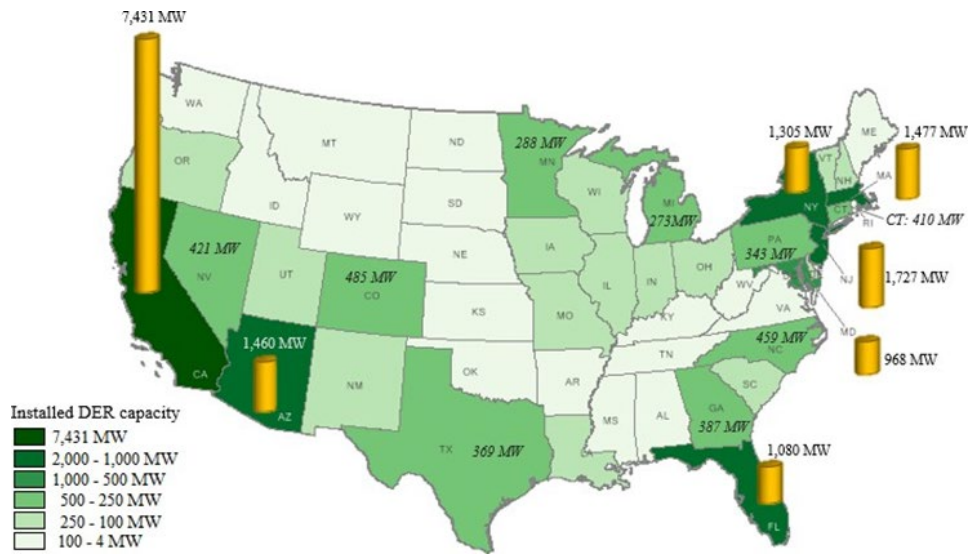 7,431 MW
WA
MT
ND
288 MW
MN
1,305 MW
ME
1,477 MW
VT
NH
MA
OR
ID
WY
SD
WI
MI
273MW
NY
CT
RI
CT: 410 MW
421 MW
NV
UT
485 MW
CO
NE
IA
IL
IN
OH
PA
343 MW
NJ
1,727 MW
WV
VA
MD
968 MW
KS
MO
KY
459 MW
NC
1,460 MW
CA
AZ
NM
OK
AR
TN
SC
GA
387 MW
MS
AL
TX
369 MW
1,080 MW
FL
Installed DER capacity
7,431 MW
2,000 - 1,000 MW
1,000 - 500 MW
500 - 250 MW
250 - 100 MW
100 - 4 MW